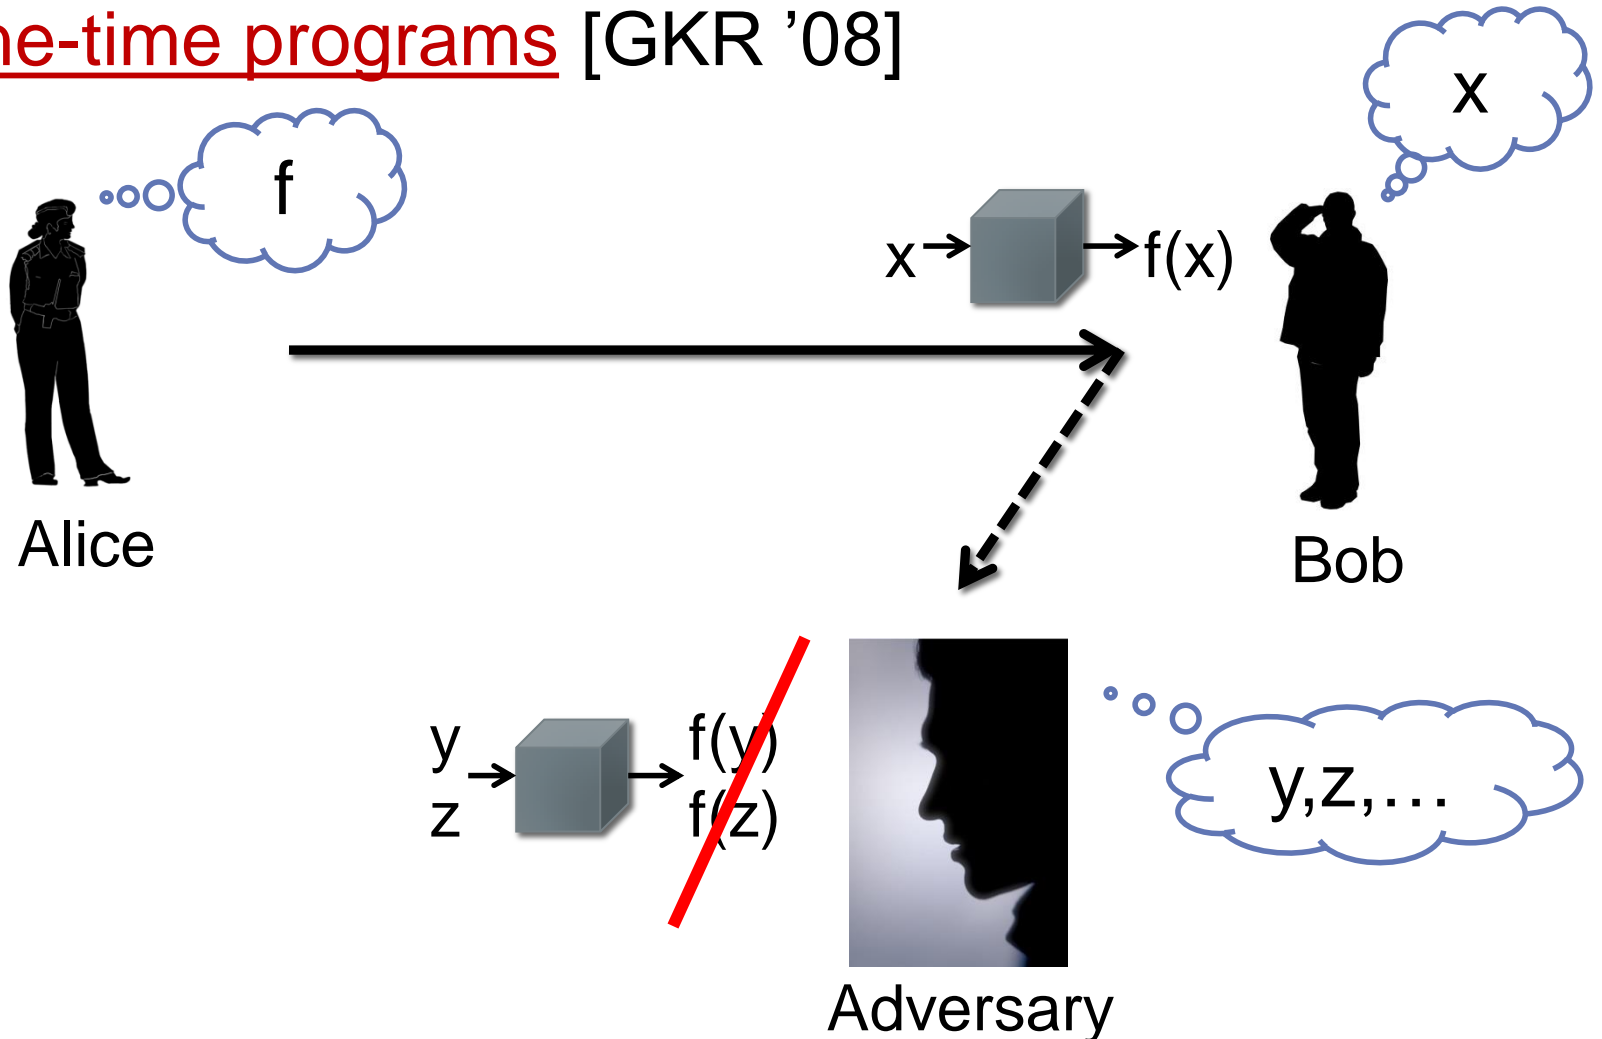 ne-time programs [GKR ’08]
x
f
x f(x)
Alice
Bob
y f(y)
z f(z)
y,z,…
Adversary